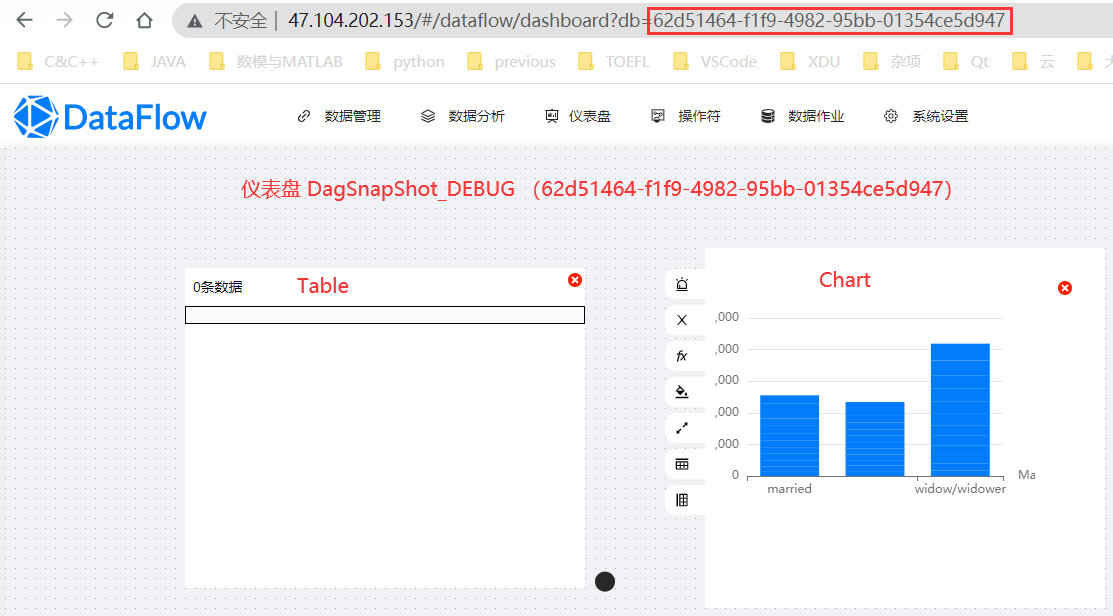 不安全 | 47.104.202.153/#/dataflow/dashboard?db=62d51464-f1f9-4982-95bb-01354ce5d947
C&C++ JAVA 数模与MATLAB python previous TOEFL VSCode XDU 杂项 Qt 云
DataFlow 数据管理 数据分析 仪表盘 操作符 数据作业 系统设置
仪表盘 DagSnapShot_DEBUG （62d51464-f1f9-4982-95bb-01354ce5d947）
0条数据 Table
Chart
,000
X
,000
fx
,000
,000
,000
0
Ma
married widow/widower